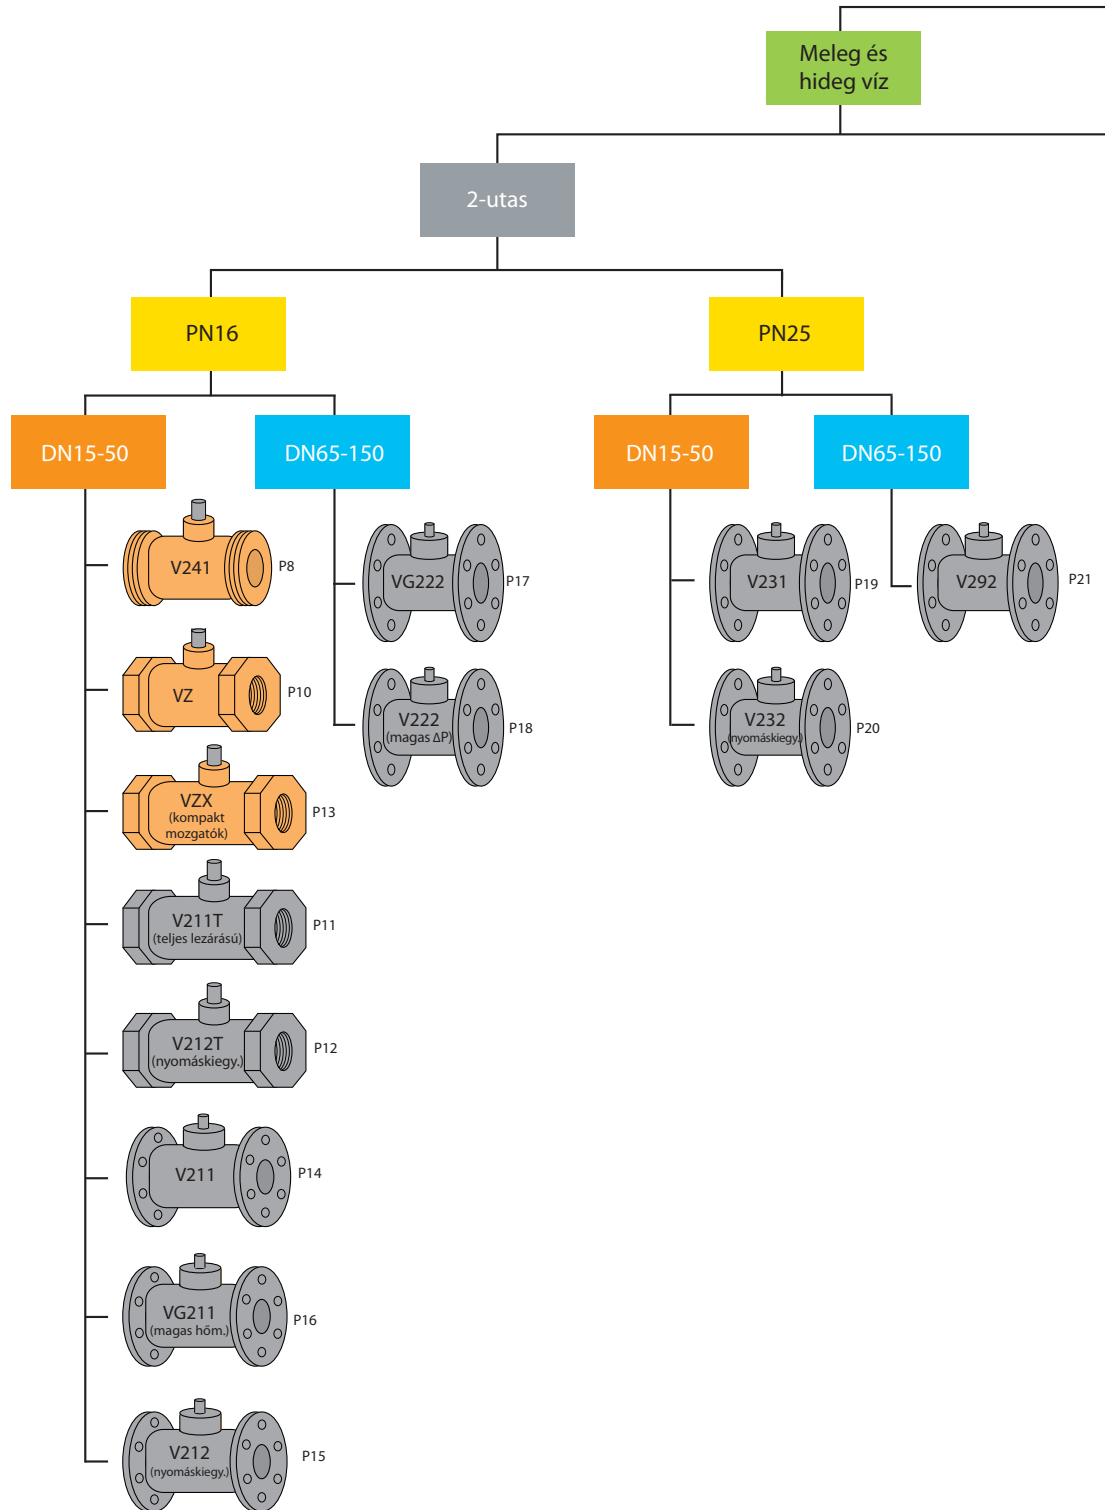 Meleg és
hideg víz
2-utas
PN16
PN25
DN15-50
DN65-150
DN15-50
DN65-150
V241
P8
VZ
P10
VZX
(kompakt
mozgatók)
P13
V211T
(teljes lezárású)
P11
V212T
(nyomáskiegy.)
P12
V211
P14
VG211
(magas hőm.)
P16
V212
(nyomáskiegy.)
P15
VG222
P17
V222
(magas ΔP)
P18
V231
P19
V232
(nyomáskiegy.)
P20
V292
P21